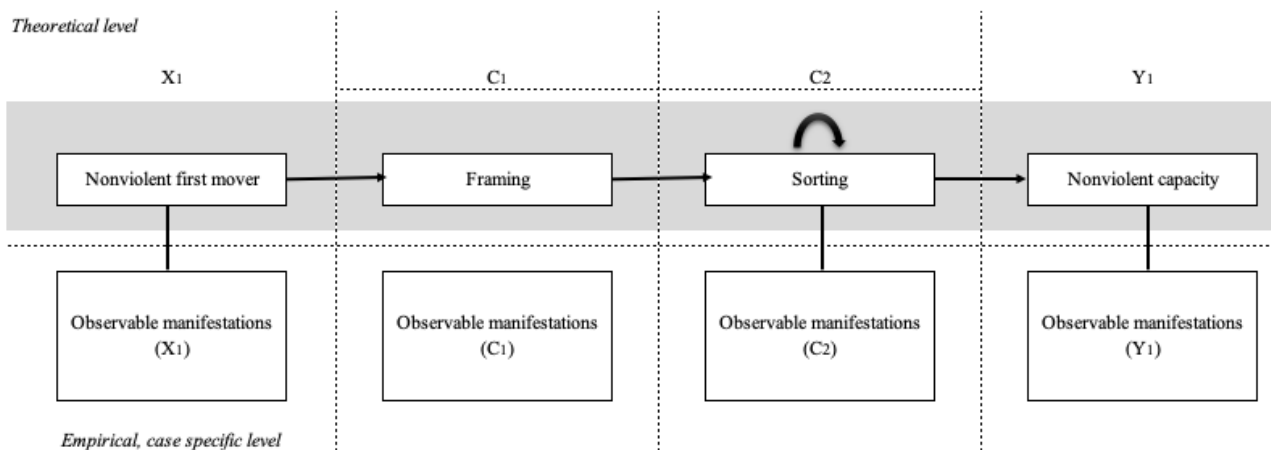 Theoretical level
X1
C1
C2
Y1
Nonviolent first mover
Framing
Sorting
Nonviolent capacity
Observable manifestations
(X1)
Observable manifestations
(C1)
Observable manifestations
(C2)
Observable manifestations
(Y1)
Empirical, case specific level